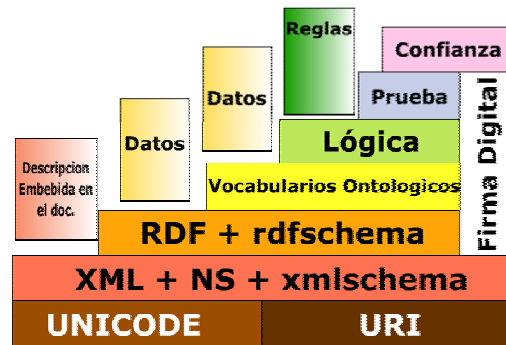 Reglas
Confianza
Datos
Prueba
Datos
Lógica
Descripcion
Embebida en
el doc.
Vocabularios Ontologicos
Firma Digital
RDF + rdfschema
XML + NS + xmlschema
UNICODE
URI